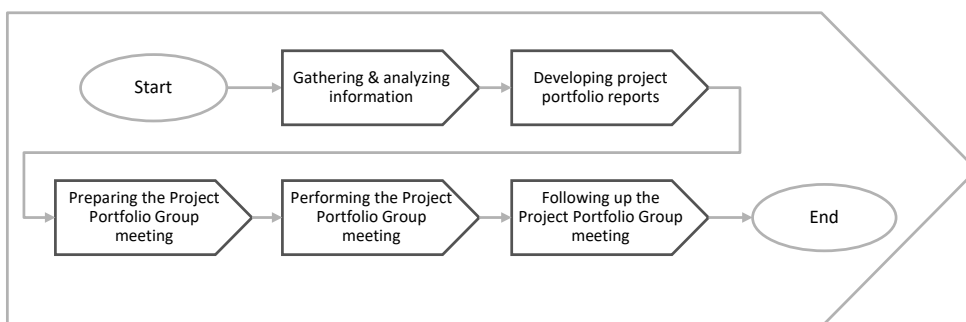 Start
Gathering & analyzing
information
Developing project
portfolio reports
Preparing the Project
Portfolio Group
meeting
Performing the Project
Portfolio Group
meeting
Following up the
Project Portfolio Group
meeting
End